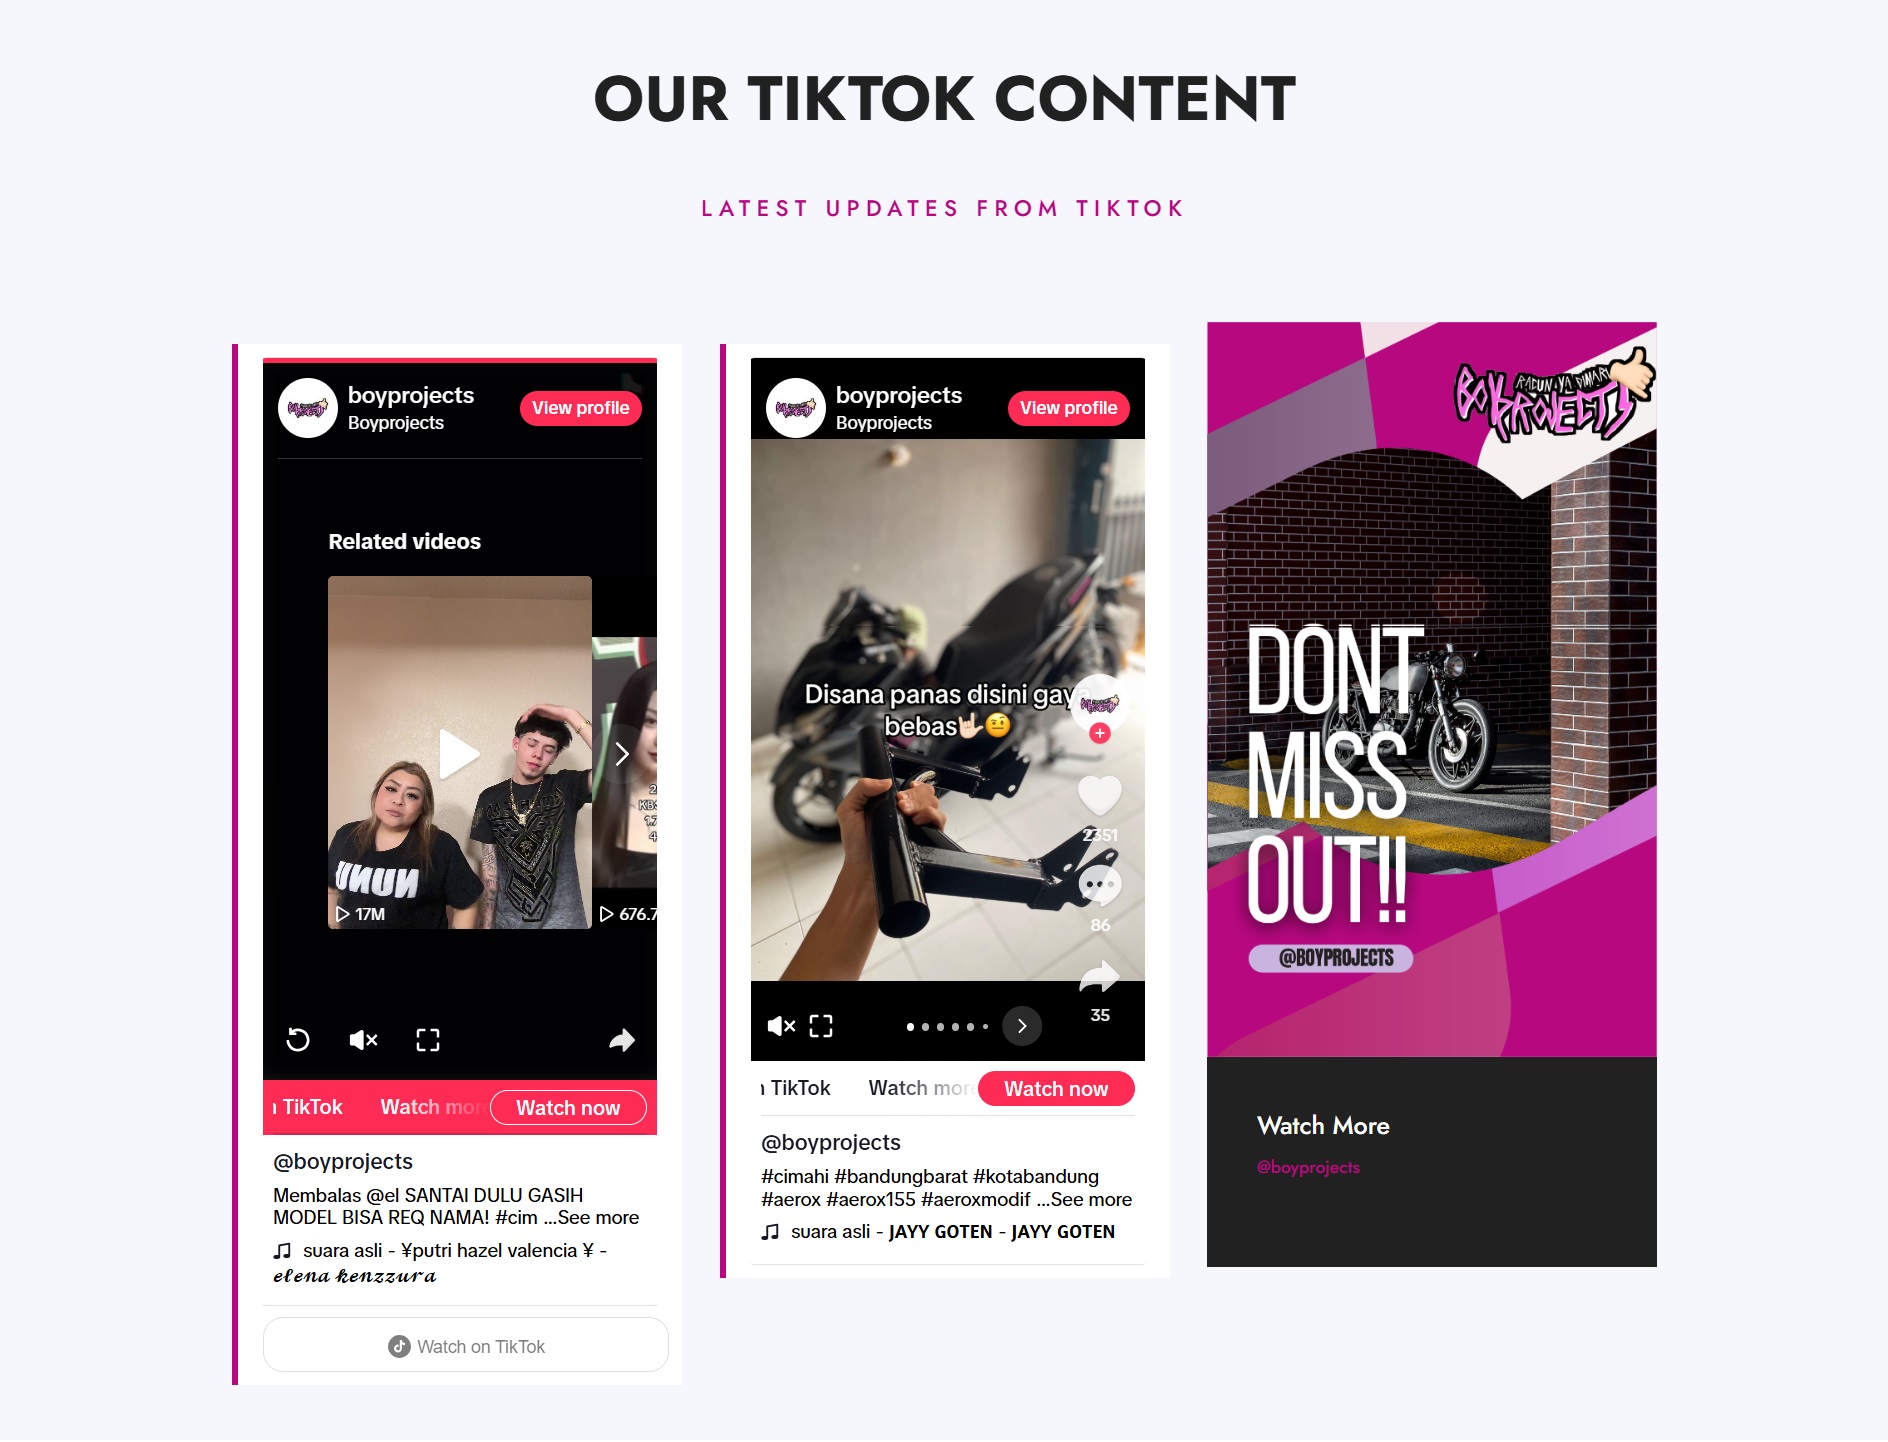 OUR TIKTOK CONTENT
LATEST UPDATES FROM TIKTOK
boyprojects
Boyprojects
View profile
Related videos
UNUN
17M
676.7
TikTok
Watch more
Watch now
@boyprojects
Membalas @el SANTAI DULU GASIH
MODEL BISA REQ NAMA! #cim ...See more
suara asli - ¥putri hazel valencia ¥ -
elena kenzzura
Watch on TikTok
boyprojects
Boyprojects
View profile
Disana panas disini gaya
bebas🤟🏻🤨
2351
86
35
TikTok
Watch more
Watch now
@boyprojects
#cimahi #bandungbarat #kotabandung
#aerox #aerox155 #aeroxmodif ...See more
suara asli - JAYY GOTEN - JAYY GOTEN
RACUN YA DIMARI
BOYPROJECTS
DONT
MISS
OUT!!
@BOYPROJECTS
Watch More
@boyprojects